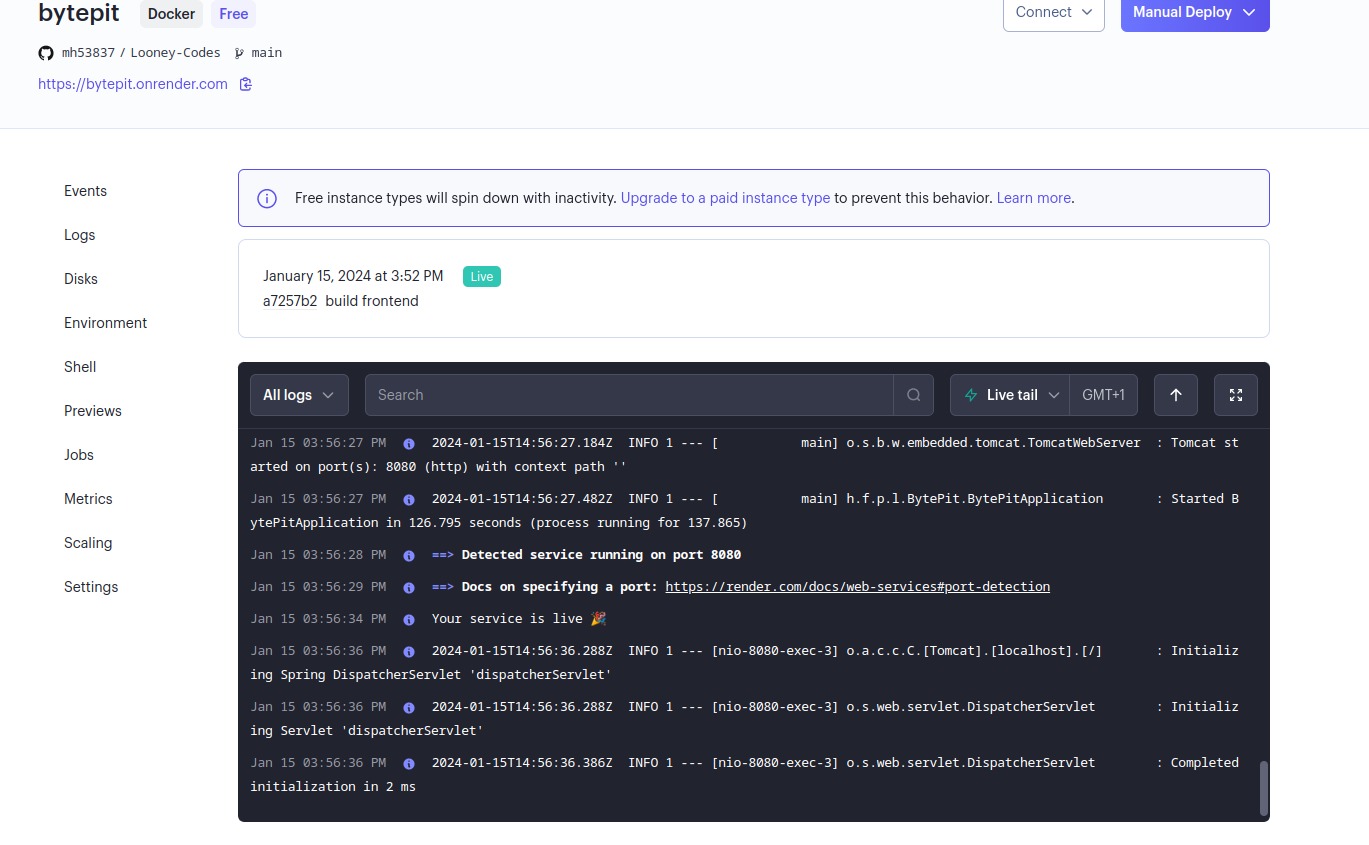 bytepit Docker Free Connect Manual Deploy
mh53837 / Looney-Codes main
https://bytepit.onrender.com
Events
Logs
Disks
Environment
Shell
Previews
Jobs
Metrics
Scaling
Settings
Free instance types will spin down with inactivity. Upgrade to a paid instance type to prevent this behavior. Learn more.
January 15, 2024 at 3:52 PM Live
a7257b2 build frontend
All logs Search Live tail GMT+1
Jan 15 03:56:27 PM 2024-01-15T14:56:27.184Z INFO 1 --- [ main] o.s.b.w.embedded.tomcat.TomcatWebServer : Tomcat st
arted on port(s): 8080 (http) with context path ''
Jan 15 03:56:27 PM 2024-01-15T14:56:27.482Z INFO 1 --- [ main] h.f.p.l.BytePit.BytePitApplication : Started B
ytePitApplication in 126.795 seconds (process running for 137.865)
Jan 15 03:56:28 PM ==> Detected service running on port 8080
Jan 15 03:56:29 PM ==> Docs on specifying a port: https://render.com/docs/web-services#port-detection
Jan 15 03:56:34 PM Your service is live 🎉
Jan 15 03:56:36 PM 2024-01-15T14:56:36.288Z INFO 1 --- [nio-8080-exec-3] o.a.c.c.C.[Tomcat].[localhost].[/] : Initializ
ing Spring DispatcherServlet 'dispatcherServlet'
Jan 15 03:56:36 PM 2024-01-15T14:56:36.288Z INFO 1 --- [nio-8080-exec-3] o.s.web.servlet.DispatcherServlet : Initializ
ing Servlet 'dispatcherServlet'
Jan 15 03:56:36 PM 2024-01-15T14:56:36.386Z INFO 1 --- [nio-8080-exec-3] o.s.web.servlet.DispatcherServlet : Completed
initialization in 2 ms